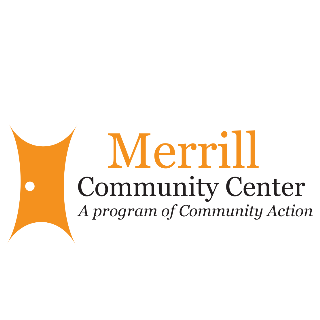 Merrill
Community Center
A program of Community Action